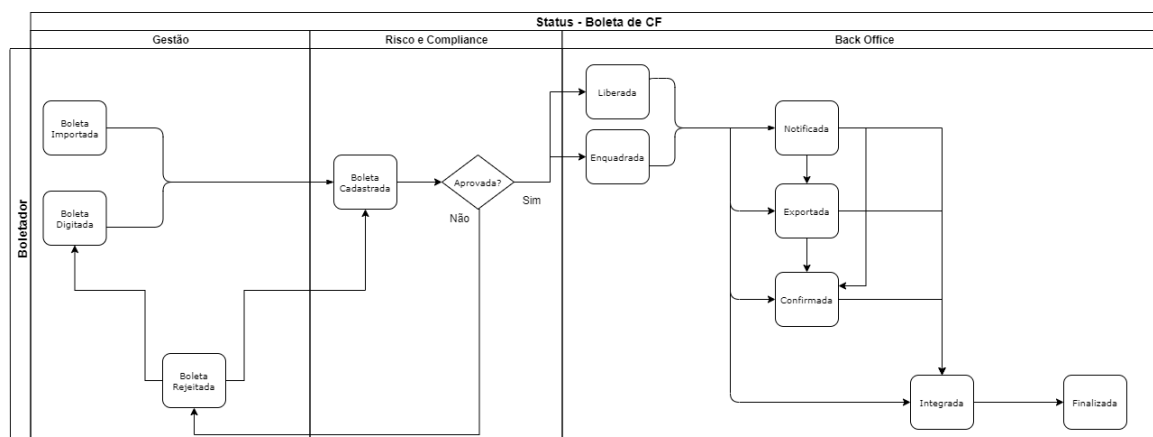 Status - Boleta de CF
Gestão
Risco e Compliance
Back Office
Boletador
Boleta
Importada
Boleta
Digitada
Boleta
Rejeitada
Boleta
Cadastrada
Aprovada?
Sim
Não
Liberada
Enquadrada
Notificada
Exportada
Confirmada
Integrada
Finalizada